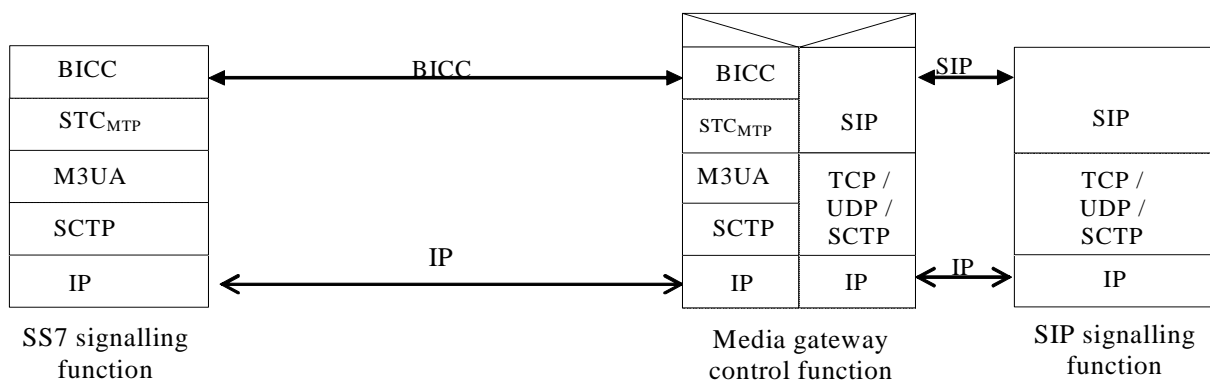 BICC
STCMTP
M3UA
SCTP
IP
SS7 signalling
function
BICC
IP
BICC
STCMTP
M3UA
SCTP
IP
SIP
TCP /
UDP /
SCTP
IP
Media gateway
control function
SIP
IP
SIP
TCP /
UDP /
SCTP
IP
SIP signalling
function